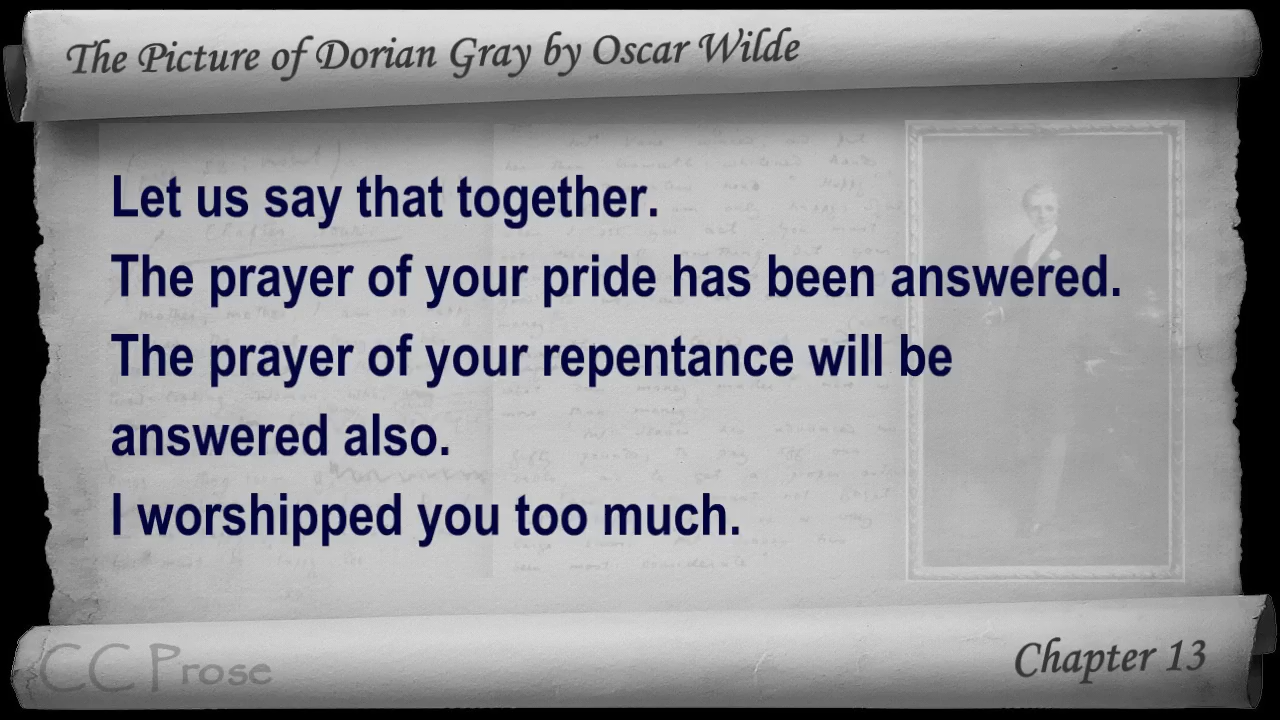 The Picture of Dorian Gray by Oscar Wilde
Let us say that together.
The prayer of your pride has been answered.
The prayer of your repentance will be
answered also.
I worshipped you too much.
CC Prose
Chapter 13